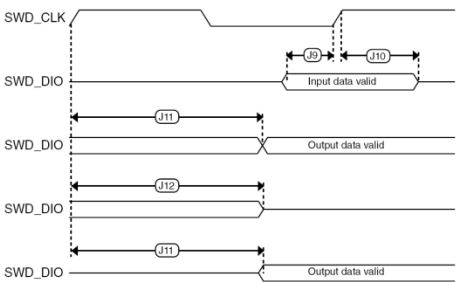 SWD_CLK
J9 J10
SWD_DIO Input data valid
J11
SWD_DIO Output data valid
J12
SWD_DIO
J11
SWD_DIO Output data valid